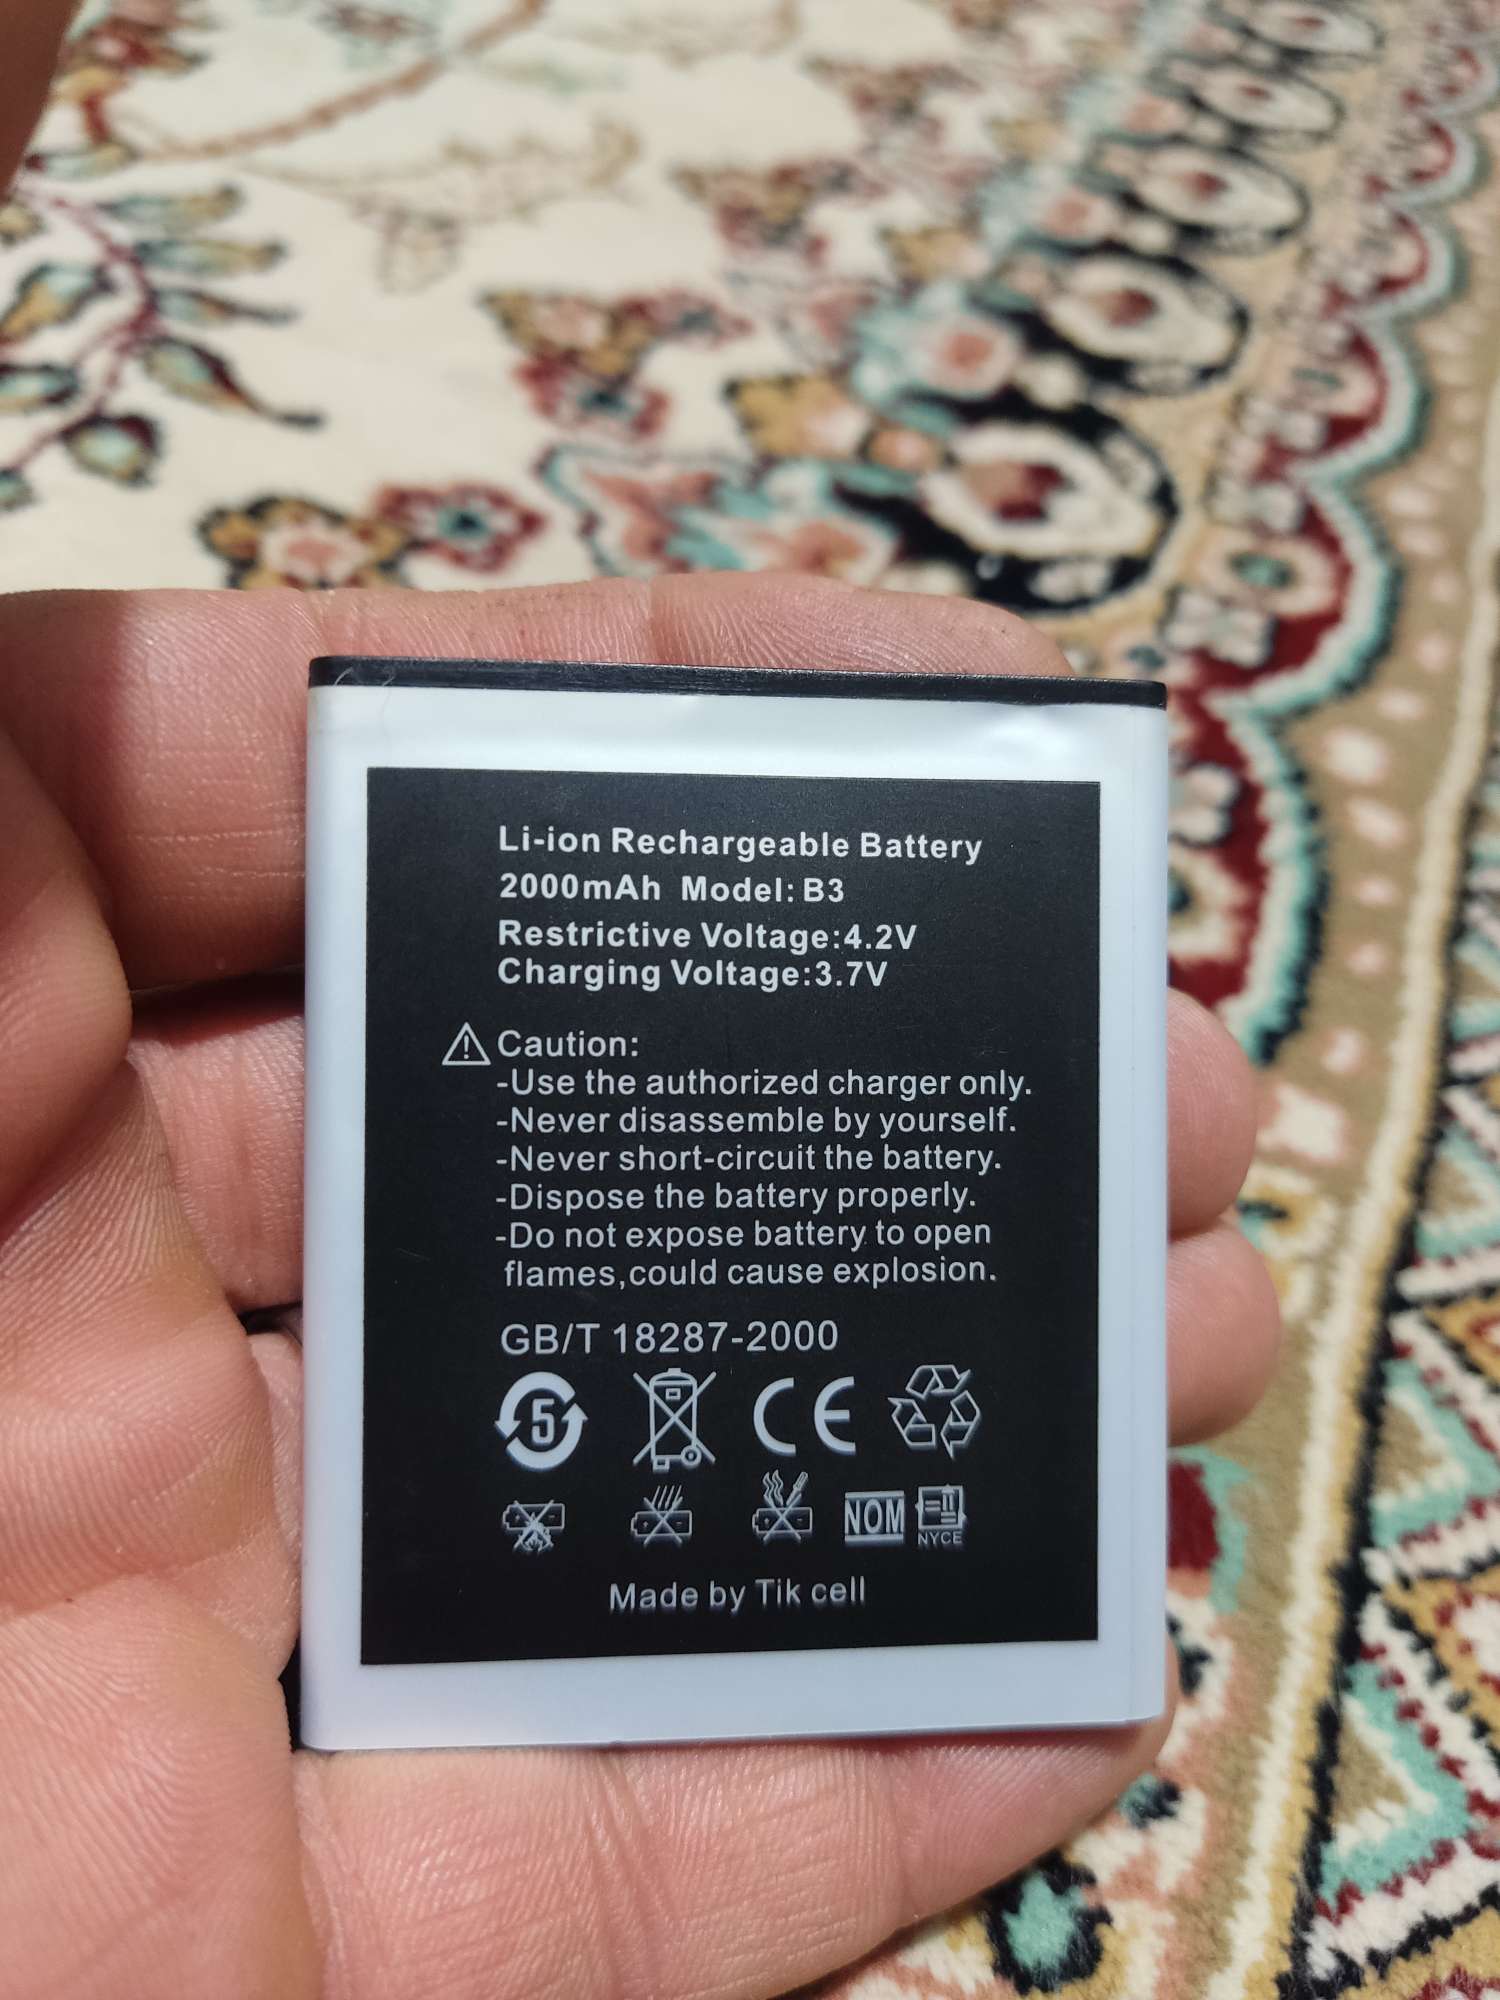 Li-ion Rechargeable Battery
2000mAh Model: B3
Restrictive Voltage:4.2V
Charging Voltage:3.7V
Caution:
-Use the authorized charger only.
-Never disassemble by yourself.
-Never short-circuit the battery.
-Dispose the battery properly.
-Do not expose battery to open
flames,could cause explosion.
GB/T 18287-2000
5 CE
NOM NYCE
Made by Tik cell